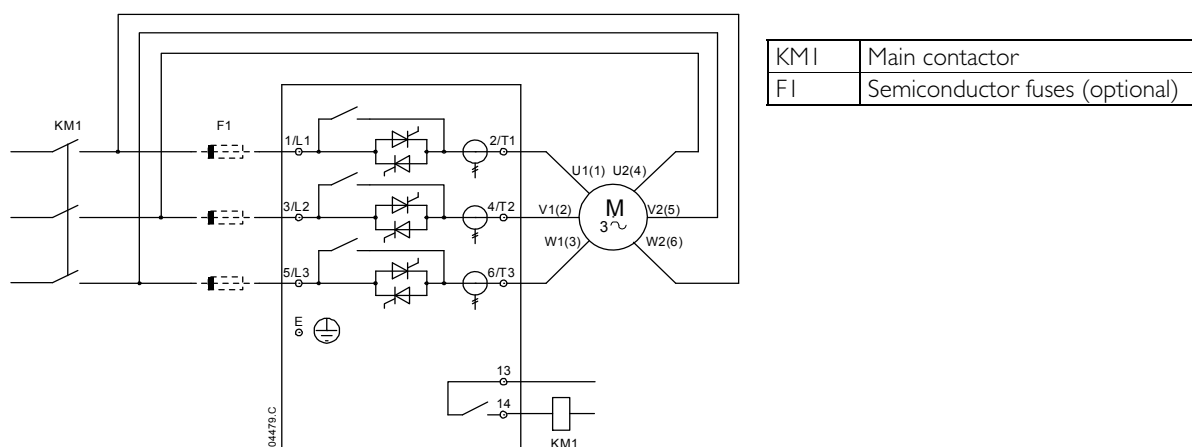 KM1 Main contactor
F1 Semiconductor fuses (optional)
KM1
F1
1/L1
2/T1
U1(1) U2(4)
3/L2
4/T2
V1(2)
M
3~
V2(5)
W1(3)
W2(6)
5/L3
6/T3
E
13
14
KM1
04479.C